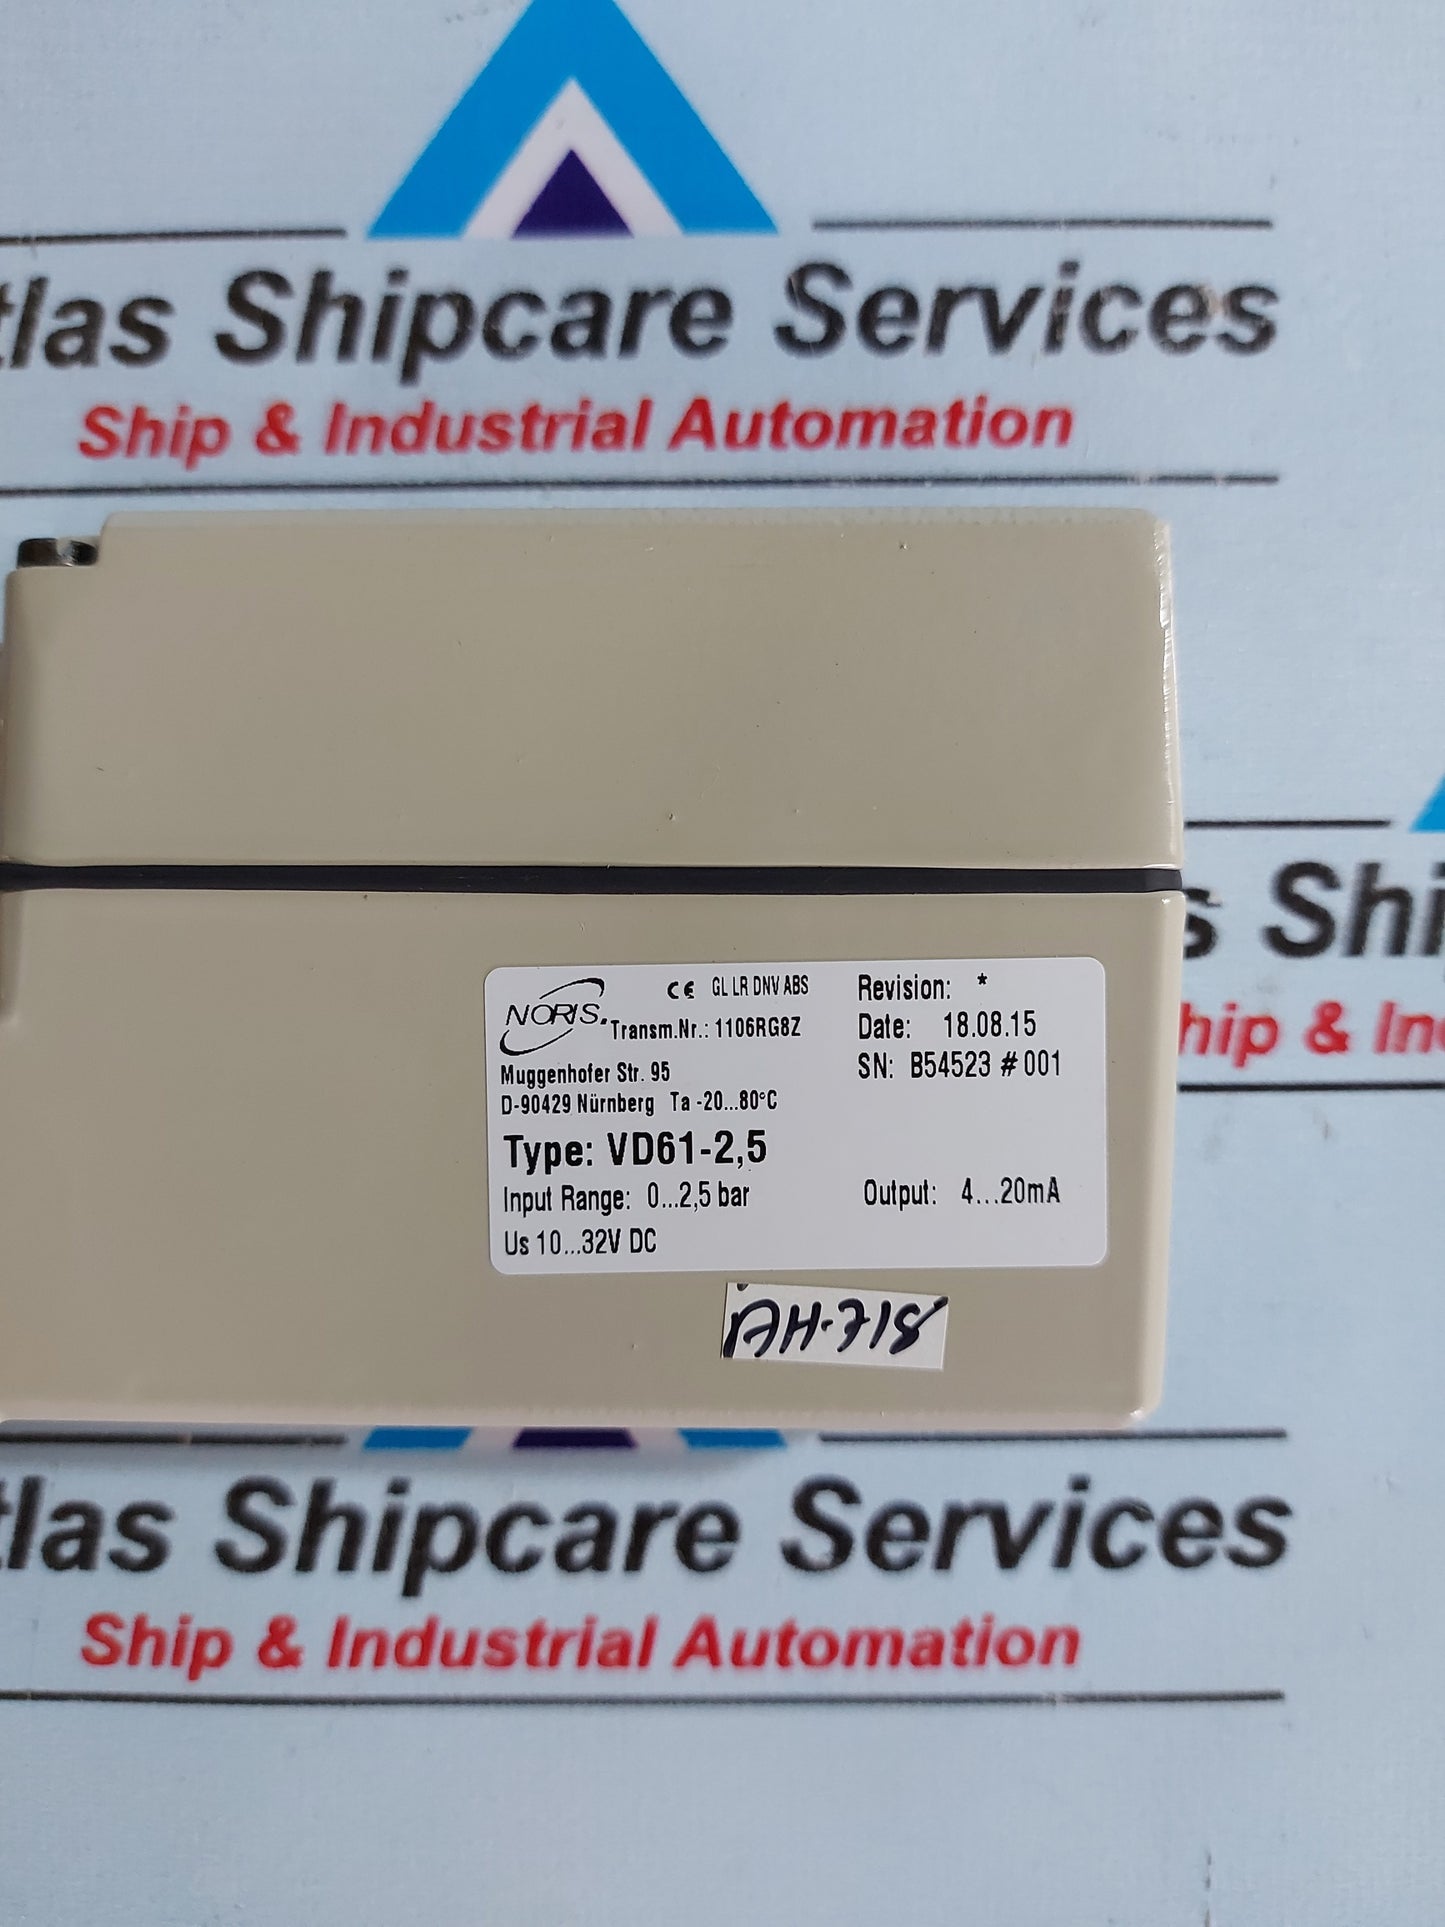 tlas Shipcare Services
Ship & Industrial Automation
s Shi
hip & In
NORIS.
CE GL LR DNV ABS
Transm.Nr.: 1106RG8Z
Muggenhofer Str. 95
D-90429 Nürnberg Ta -20...80°C
Revision: *
Date: 18.08.15
SN: B54523 #001
Type: VD61-2,5
Input Range: 0...2,5 bar
Output: 4...20mA
Us 10...32V DC
AH-718
tlas Shipcare Services
Ship & Industrial Automation